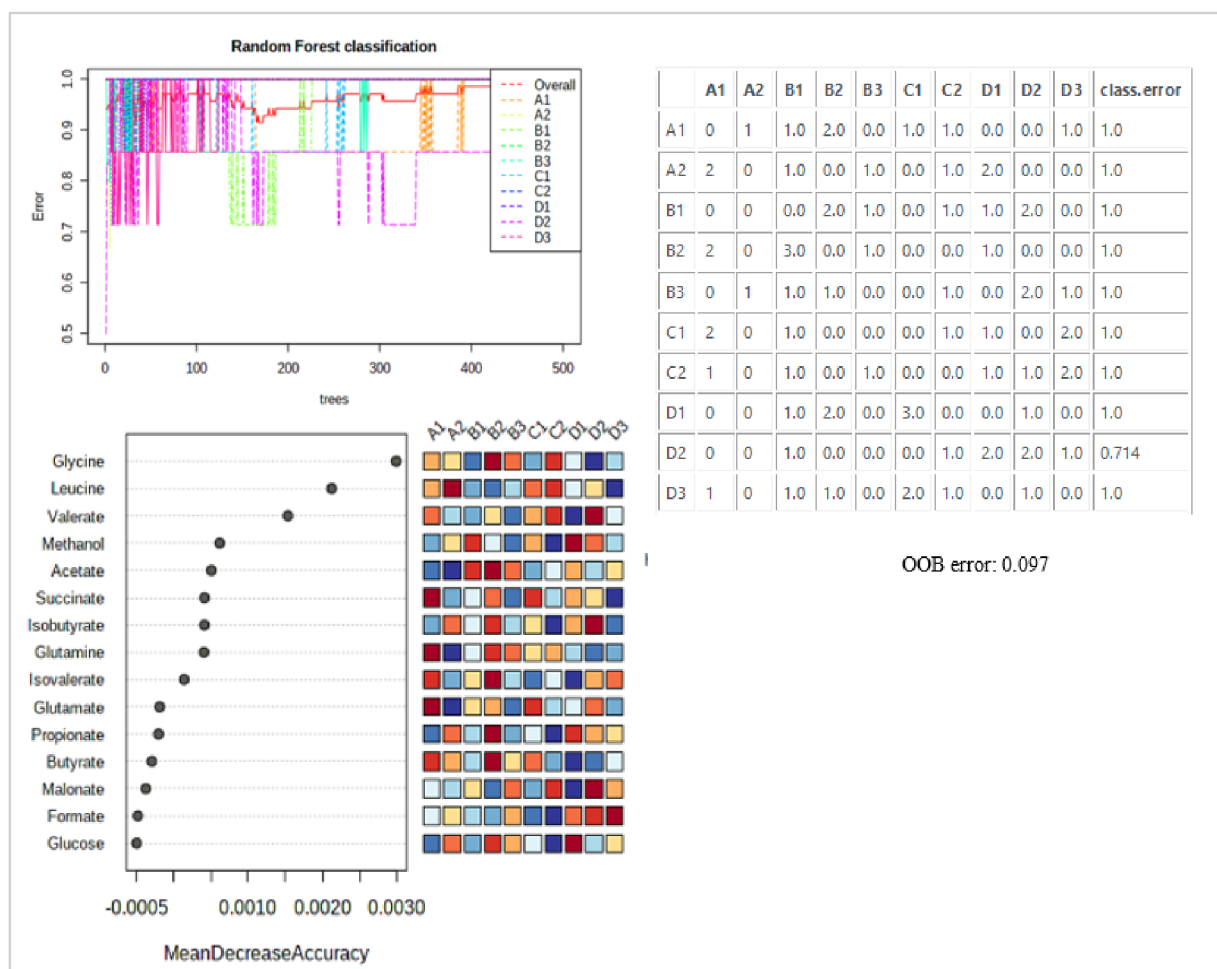 Random Forest classification
1.0
0.9
0.8
0.7
0.6
0.5
Error
0 100 200 300 400 500
trees
Overall
A1
A2
B1
B2
B3
C1
C2
D1
D2
D3
A1 A2 B1 B2 B3 C1 C2 D1 D2 D3
Glycine
Leucine
Valerate
Methanol
Acetate
Succinate
Isobutyrate
Glutamine
Isovalerate
Glutamate
Propionate
Butyrate
Malonate
Formate
Glucose
-0.0005 0.0010 0.0020 0.0030
MeanDecreaseAccuracy
A1 A2 B1 B2 B3 C1 C2 D1 D2 D3 class.error
A1 0 1 1.0 2.0 0.0 1.0 1.0 0.0 0.0 1.0 1.0
A2 2 0 1.0 0.0 1.0 0.0 1.0 2.0 0.0 0.0 1.0
B1 0 0 0.0 2.0 1.0 0.0 1.0 1.0 2.0 0.0 1.0
B2 2 0 3.0 0.0 1.0 0.0 0.0 1.0 0.0 0.0 1.0
B3 0 1 1.0 1.0 0.0 0.0 1.0 0.0 2.0 1.0 1.0
C1 2 0 1.0 0.0 0.0 0.0 1.0 1.0 0.0 2.0 1.0
C2 1 0 1.0 0.0 1.0 0.0 0.0 1.0 1.0 2.0 1.0
D1 0 0 1.0 2.0 0.0 3.0 0.0 0.0 1.0 0.0 1.0
D2 0 0 1.0 0.0 0.0 0.0 1.0 2.0 2.0 1.0 0.714
D3 1 0 1.0 1.0 0.0 2.0 1.0 0.0 1.0 0.0 1.0
OOB error: 0.097